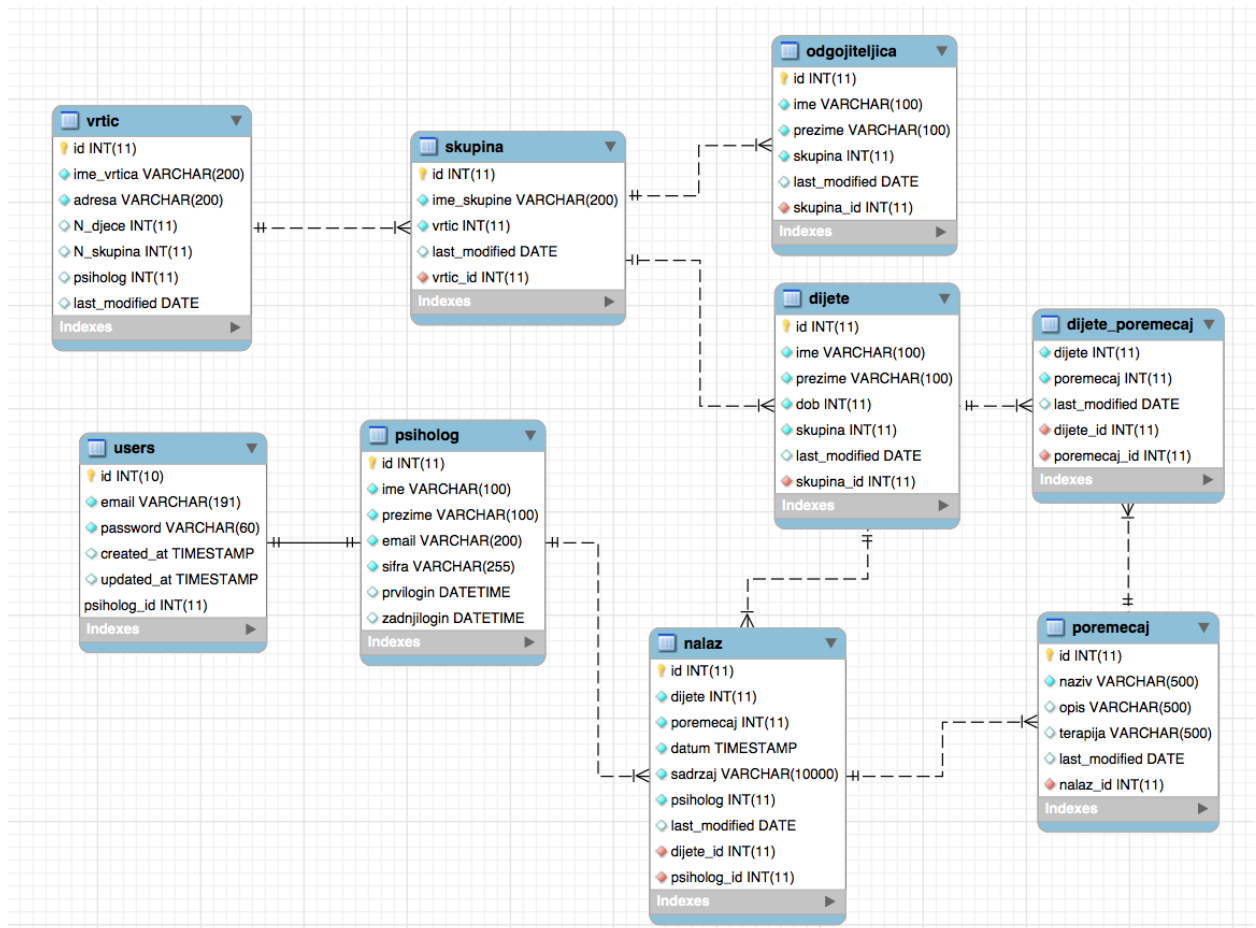 vrtic
id INT(11)
ime_vrtica VARCHAR(200)
adresa VARCHAR(200)
N_djece INT(11)
N_skupina INT(11)
psiholog INT(11)
last_modified DATE
Indexes
skupina
id INT(11)
ime_skupine VARCHAR(200)
vrtic INT(11)
last_modified DATE
vrtic_id INT(11)
Indexes
odgojiteljica
id INT(11)
ime VARCHAR(100)
prezime VARCHAR(100)
skupina INT(11)
last_modified DATE
skupina_id INT(11)
Indexes
dijete
id INT(11)
ime VARCHAR(100)
prezime VARCHAR(100)
dob INT(11)
skupina INT(11)
last_modified DATE
skupina_id INT(11)
Indexes
dijete_poremecaj
dijete INT(11)
poremecaj INT(11)
last_modified DATE
dijete_id INT(11)
poremecaj_id INT(11)
Indexes
users
id INT(10)
email VARCHAR(191)
password VARCHAR(60)
created_at TIMESTAMP
updated_at TIMESTAMP
psiholog_id INT(11)
Indexes
psiholog
id INT(11)
ime VARCHAR(100)
prezime VARCHAR(100)
email VARCHAR(200)
sifra VARCHAR(255)
prvilogin DATETIME
zadnjilogin DATETIME
Indexes
nalaz
id INT(11)
dijete INT(11)
poremecaj INT(11)
datum TIMESTAMP
sadrzaj VARCHAR(10000)
psiholog INT(11)
last_modified DATE
dijete_id INT(11)
psiholog_id INT(11)
Indexes
poremecaj
id INT(11)
naziv VARCHAR(500)
opis VARCHAR(500)
terapija VARCHAR(500)
last_modified DATE
nalaz_id INT(11)
Indexes